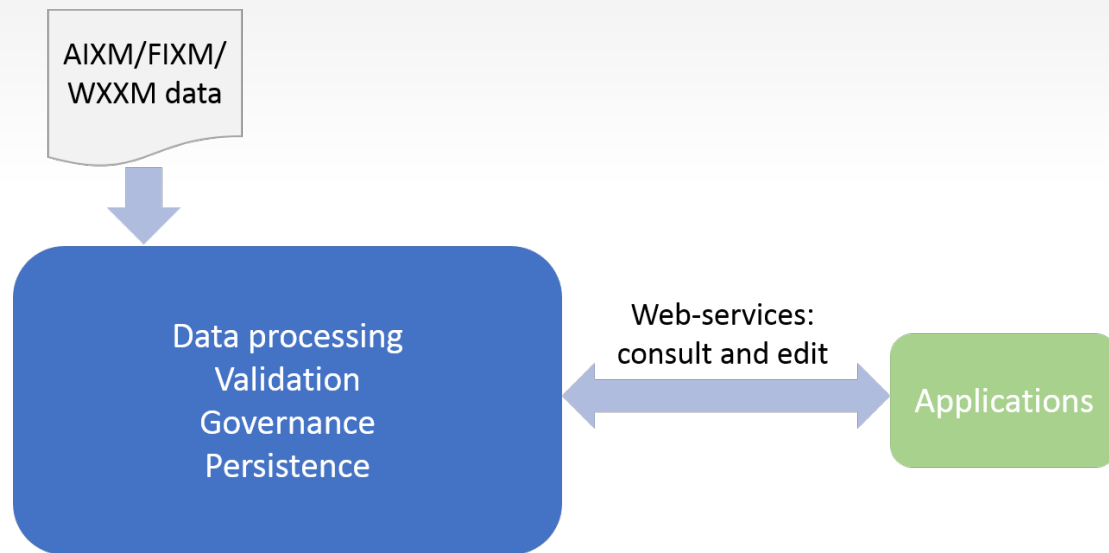 AIXM/FIXM/
WXXM data
Data processing
Validation
Governance
Persistence
Web-services:
consult and edit
Applications